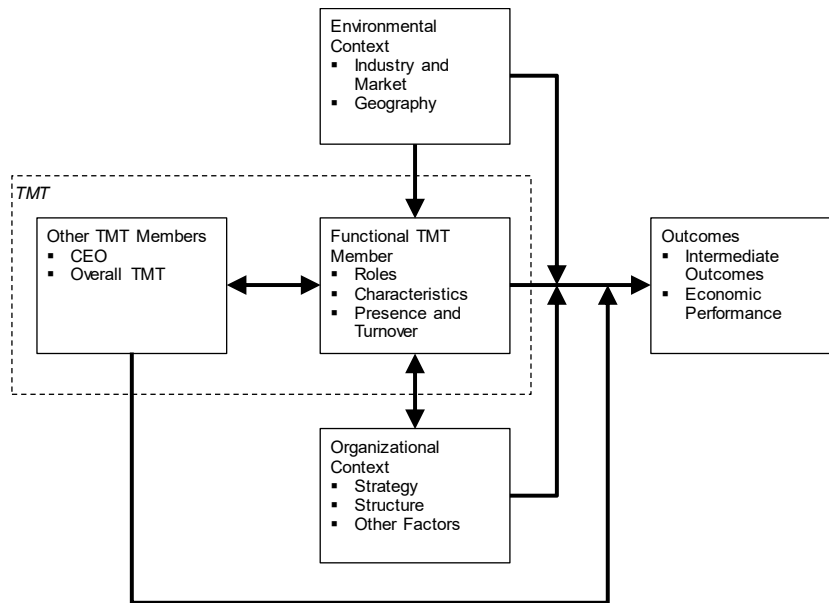 Environmental
Context
▪ Industry and
Market
▪ Geography
TMT
Other TMT Members
▪ CEO
▪ Overall TMT
Functional TMT
Member
▪ Roles
▪ Characteristics
▪ Presence and
Turnover
Outcomes
▪ Intermediate
Outcomes
▪ Economic
Performance
Organizational
Context
▪ Strategy
▪ Structure
▪ Other Factors